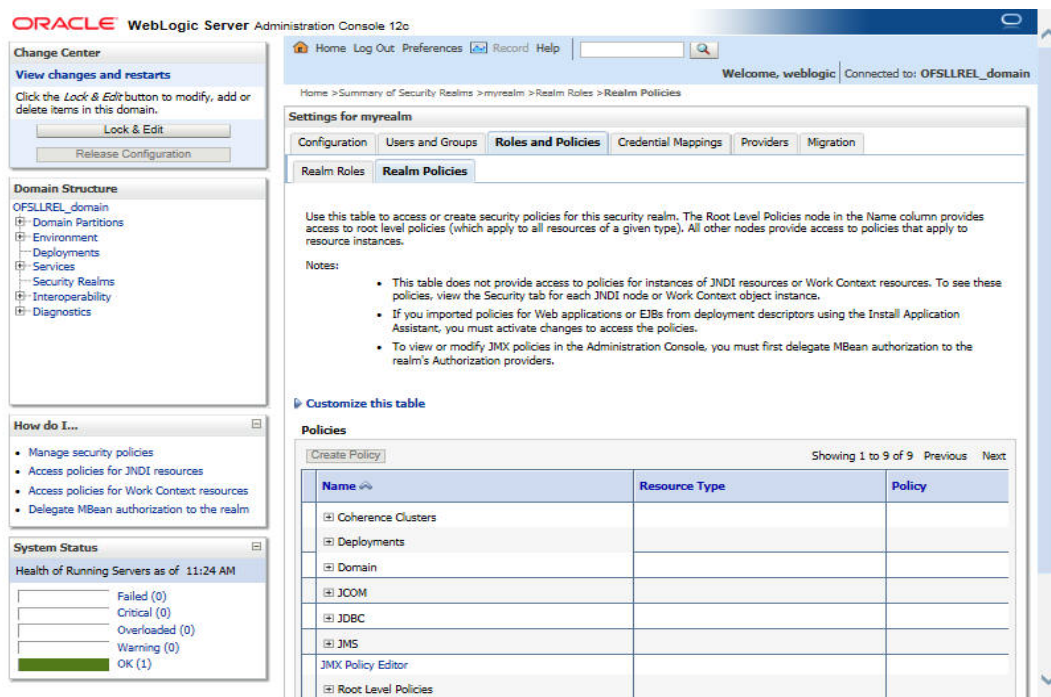 ORACLE WebLogic Server Administration Console 12c
Change Center
View changes and restarts
Click the Lock & Edit button to modify, add or
delete items in this domain.
Lock & Edit
Release Configuration
Domain Structure
OFSLLREL_domain
Domain Partitions
Environment
Deployments
Services
Security Realms
Interoperability
Diagnostics
How do I...
Manage security policies
Access policies for JNDI resources
Access policies for Work Context resources
Delegate MBean authorization to the realm
System Status
Health of Running Servers as of 11:24 AM
Failed (0)
Critical (0)
Overloaded (0)
Warning (0)
OK (1)
Home Log Out Preferences Record Help
Welcome, weblogic Connected to: OFSLLREL_domain
Home >Summary of Security Realms >myrealm >Realm Roles >Realm Policies
Settings for myrealm
Configuration Users and Groups Roles and Policies Credential Mappings Providers Migration
Realm Roles Realm Policies
Use this table to access or create security policies for this security realm. The Root Level Policies node in the Name column provides
access to root level policies (which apply to all resources of a given type). All other nodes provide access to policies that apply to
resource instances.
Notes:
• This table does not provide access to policies for instances of JNDI resources or Work Context resources. To see these
policies, view the Security tab for each JNDI node or Work Context object instance.
• If you imported policies for Web applications or EJBs from deployment descriptors using the Install Application
Assistant, you must activate changes to access the policies.
• To view or modify JMX policies in the Administration Console, you must first delegate MBean authorization to the
realm's Authorization providers.
Customize this table
Policies
Create Policy Showing 1 to 9 of 9 Previous Next
Name Resource Type Policy
Coherence Clusters
Deployments
Domain
JCOM
JDBC
JMS
JMX Policy Editor
Root Level Policies